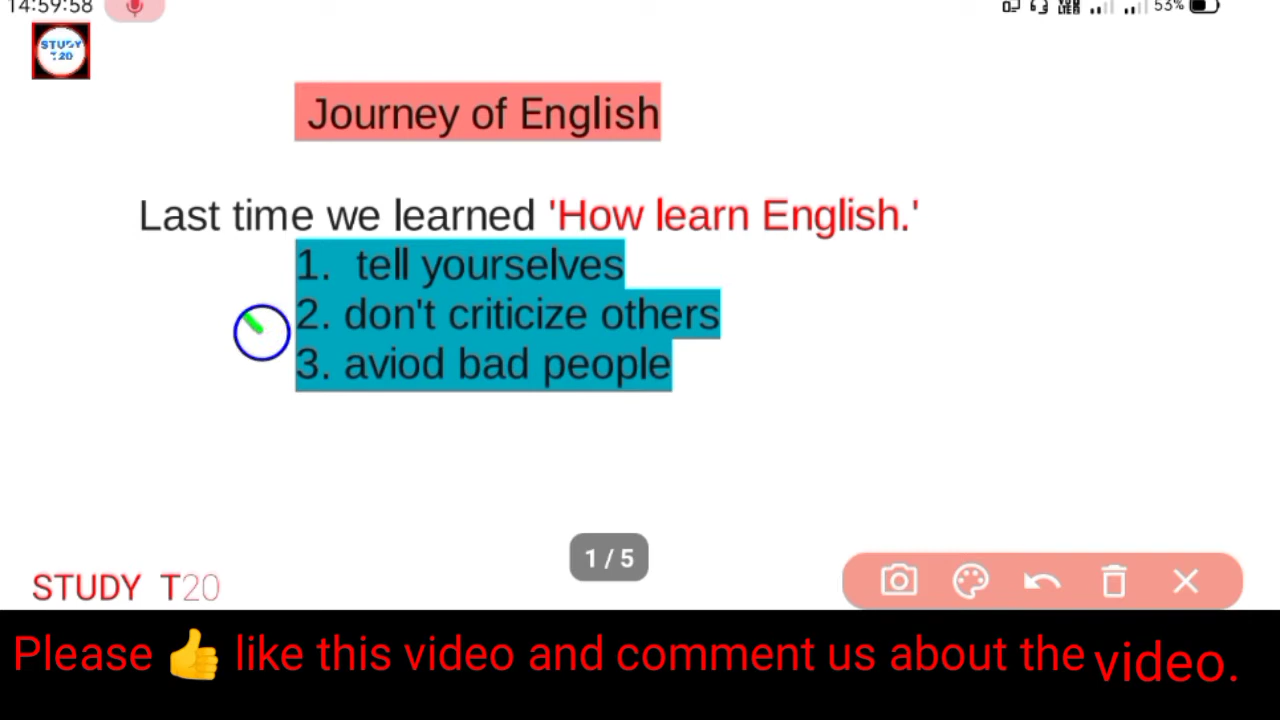 14:59:58 53%
STUDY
T20
Journey of English
Last time we learned 'How learn English.'
1. tell yourselves
2. don't criticize others
3. aviod bad people
1 / 5
STUDY T20
Please 👍 like this video and comment us about the video.